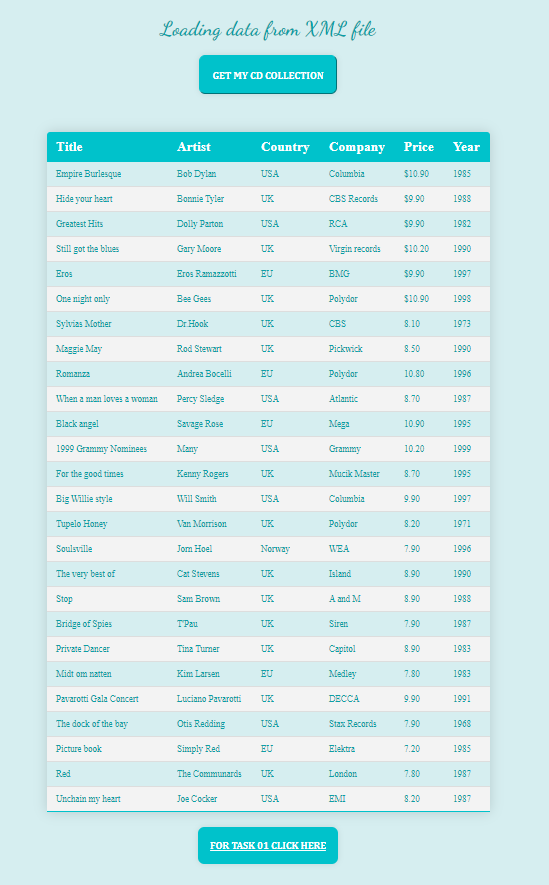 Loading data from XML file
GET MY CD COLLECTION
Title Artist Country Company Price Year
Empire Burlesque Bob Dylan USA Columbia $10.90 1985
Hide your heart Bonnie Tyler UK CBS Records $9.90 1988
Greatest Hits Dolly Parton USA RCA $9.90 1982
Still got the blues Gary Moore UK Virgin records $10.20 1990
Eros Eros Ramazzotti EU BMG $9.90 1997
One night only Bee Gees UK Polydor $10.90 1998
Sylvias Mother Dr.Hook UK CBS 8.10 1973
Maggie May Rod Stewart UK Pickwick 8.50 1990
Romanza Andrea Bocelli EU Polydor 10.80 1996
When a man loves a woman Percy Sledge USA Atlantic 8.70 1987
Black angel Savage Rose EU Mega 10.90 1995
1999 Grammy Nominees Many USA Grammy 10.20 1999
For the good times Kenny Rogers UK Mucik Master 8.70 1995
Big Willie style Will Smith USA Columbia 9.90 1997
Tupelo Honey Van Morrison UK Polydor 8.20 1971
Soulsville Jorn Hoel Norway WEA 7.90 1996
The very best of Cat Stevens UK Island 8.90 1990
Stop Sam Brown UK A and M 8.90 1988
Bridge of Spies T'Pau UK Siren 7.90 1987
Private Dancer Tina Turner UK Capitol 8.90 1983
Midt om natten Kim Larsen EU Medley 7.80 1983
Pavarotti Gala Concert Luciano Pavarotti UK DECCA 9.90 1991
The dock of the bay Otis Redding USA Stax Records 7.90 1968
Picture book Simply Red EU Elektra 7.20 1985
Red The Communards UK London 7.80 1987
Unchain my heart Joe Cocker USA EMI 8.20 1987
FOR TASK 01 CLICK HERE